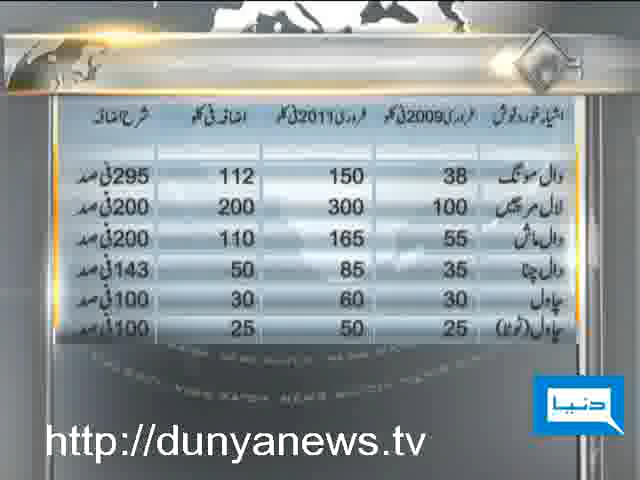 اشیاء خورد و نوش فروری 2009 فی کلو فروری 2011 فی کلو اضافہ فی کلو شرح اضافہ
دال مونگ 38 150 112 295 فی صد
لال مرچیں 100 300 200 200 فی صد
دال ماش 55 165 110 200 فی صد
دال چنا 35 85 50 143 فی صد
چاول 30 60 30 100 فی صد
چاول (ٹوٹا) 25 50 25 100 فی صد
دنیا
http://dunyanews.tv